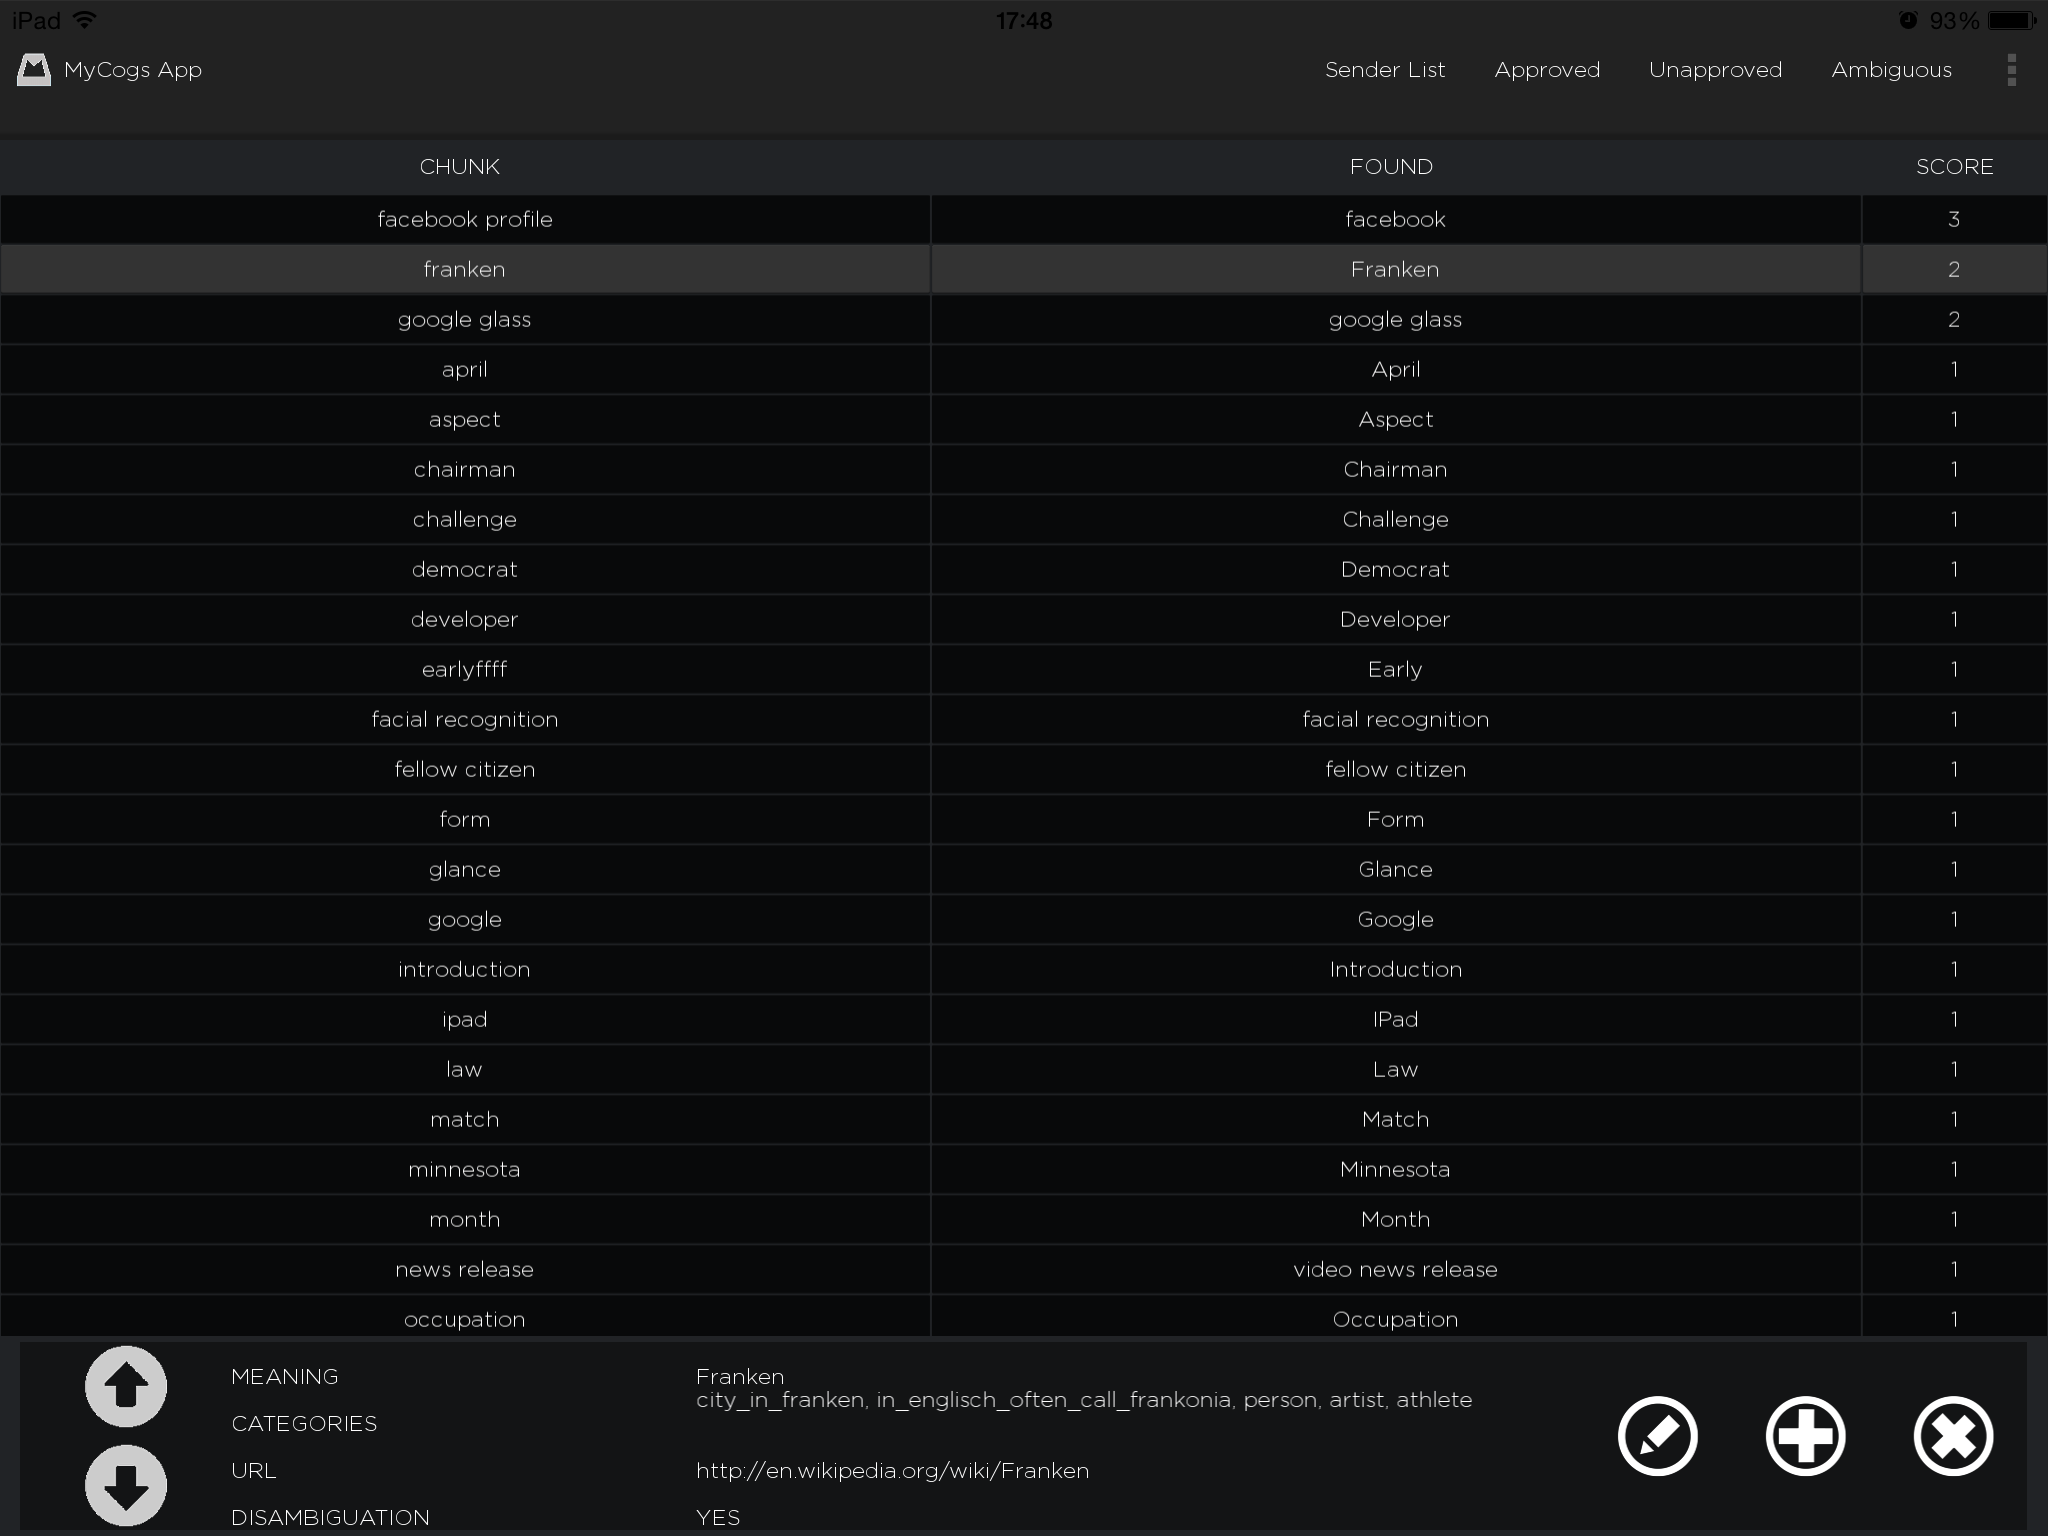 iPad 17:48 93%
MyCogs App Sender List Approved Unapproved Ambiguous
CHUNK FOUND SCORE
facebook profile facebook 3
franken Franken 2
google glass google glass 2
april April 1
aspect Aspect 1
chairman Chairman 1
challenge Challenge 1
democrat Democrat 1
developer Developer 1
earlyffff Early 1
facial recognition facial recognition 1
fellow citizen fellow citizen 1
form Form 1
glance Glance 1
google Google 1
introduction Introduction 1
ipad IPad 1
law Law 1
match Match 1
minnesota Minnesota 1
month Month 1
news release video news release 1
occupation Occupation 1
MEANING Franken
city_in_franken, in_englisch_often_call_frankonia, person, artist, athlete
CATEGORIES
URL http://en.wikipedia.org/wiki/Franken
DISAMBIGUATION YES